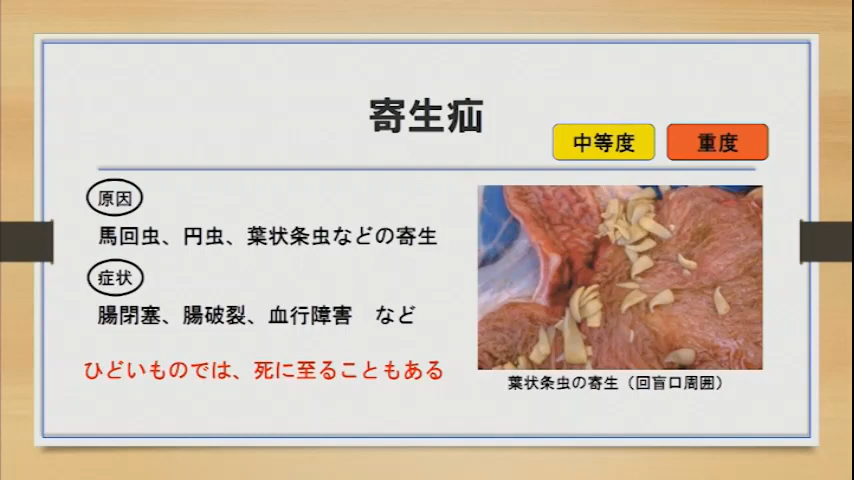 寄生疝
中等度
重度
原因
馬回虫、円虫、葉状条虫などの寄生
症状
腸閉塞、腸破裂、血行障害　など
ひどいものでは、死に至ることもある
葉状条虫の寄生（回盲口周囲）